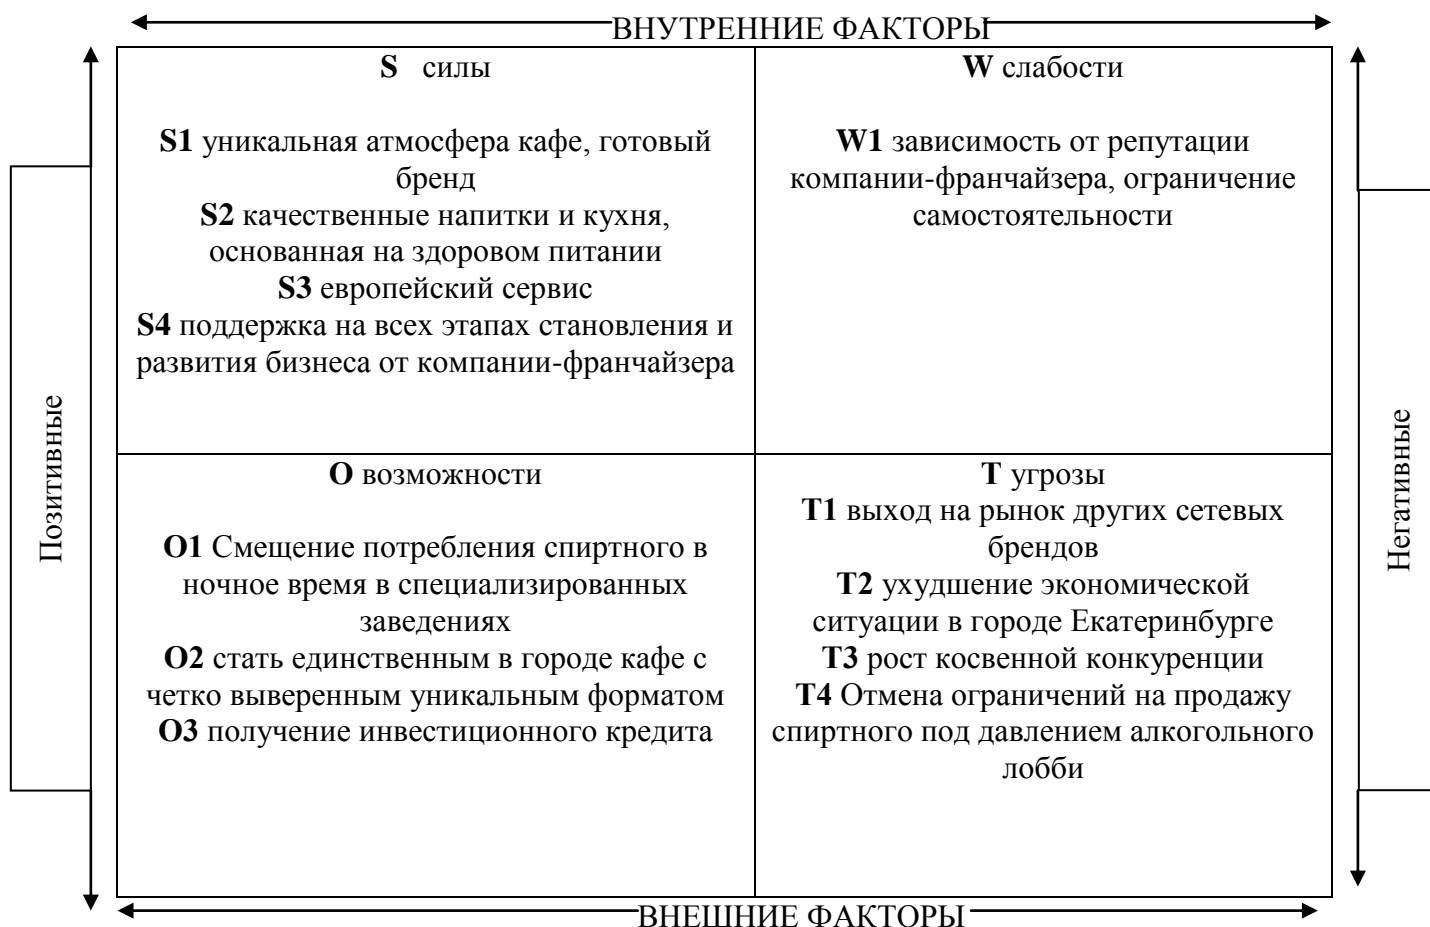 ВНУТРЕННИЕ ФАКТОРЫ
S силы
S1 уникальная атмосфера кафе, готовый
бренд
S2 качественные напитки и кухня,
основанная на здоровом питании
S3 европейский сервис
S4 поддержка на всех этапах становления и
развития бизнеса от компании-франчайзера
W слабости
W1 зависимость от репутации
компании-франчайзера, ограничение
самостоятельности
Позитивные
Негативные
O возможности
O1 Смещение потребления спиртного в
ночное время в специализированных
заведениях
O2 стать единственным в городе кафе с
четко выверенным уникальным форматом
O3 получение инвестиционного кредита
T угрозы
T1 выход на рынок других сетевых
брендов
T2 ухудшение экономической
ситуации в городе Екатеринбурге
T3 рост косвенной конкуренции
T4 Отмена ограничений на продажу
спиртного под давлением алкогольного
лобби
ВНЕШНИЕ ФАКТОРЫ